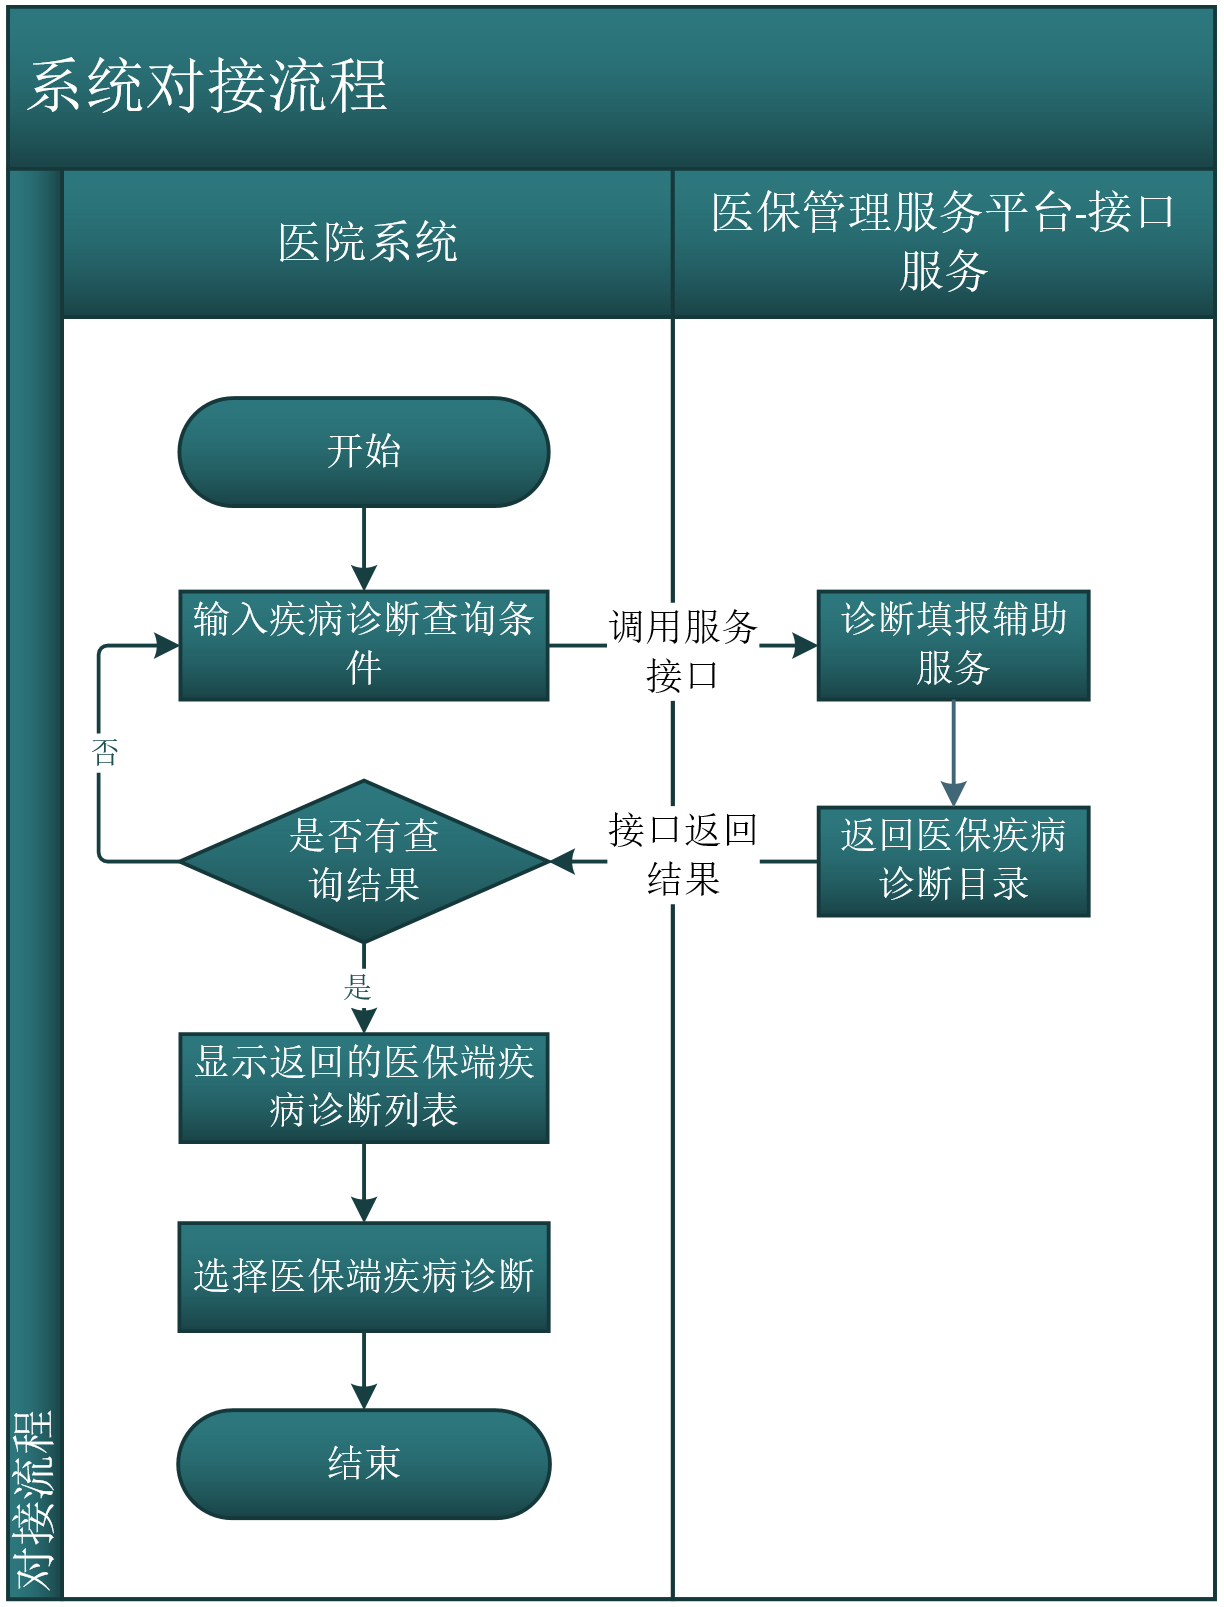 系统对接流程
医院系统
医保管理服务平台-接口
服务
开始
输入疾病诊断查询条
件
调用服务
接口
诊断填报辅助
服务
否
是否有查
询结果
接口返回
结果
返回医保疾病
诊断目录
是
显示返回的医保端疾
病诊断列表
选择医保端疾病诊断
结束
对接流程